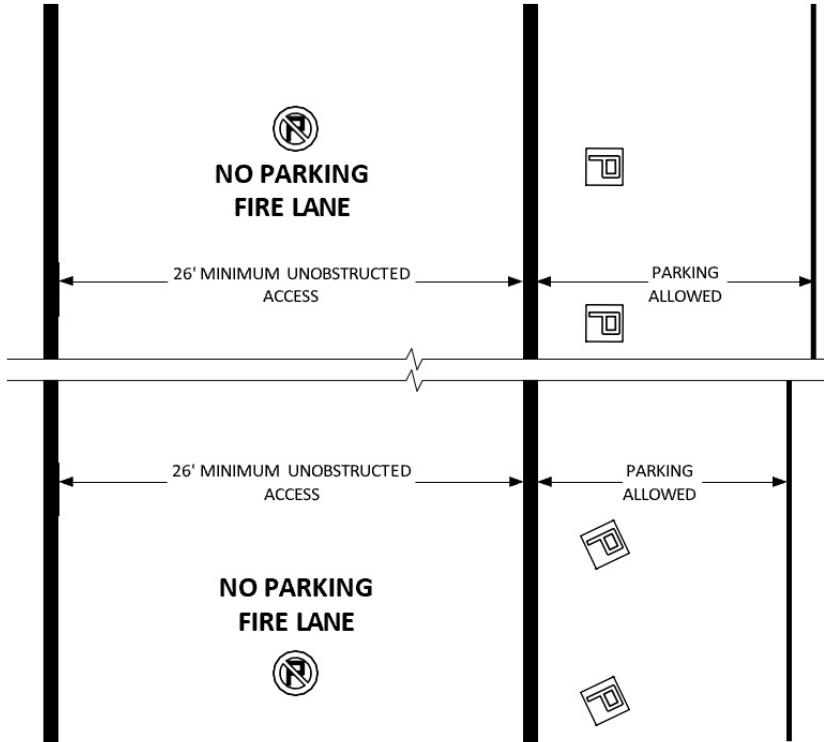 NO PARKING
FIRE LANE
P
26' MINIMUM UNOBSTRUCTED
ACCESS
PARKING
ALLOWED
P
26' MINIMUM UNOBSTRUCTED
ACCESS
PARKING
ALLOWED
P
NO PARKING
FIRE LANE
P